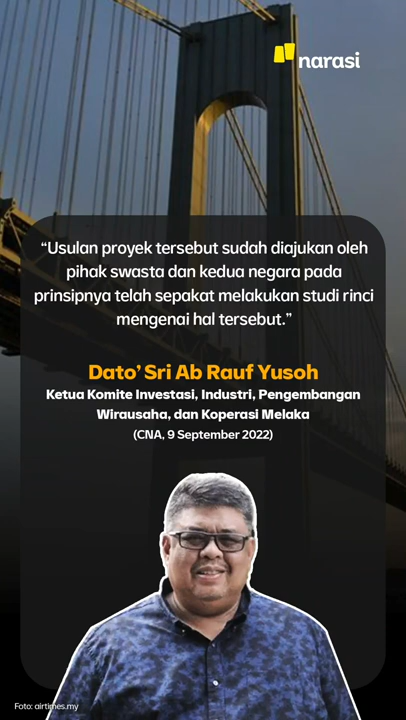 narasi
“Usulan proyek tersebut sudah diajukan oleh
pihak swasta dan kedua negara pada
prinsipnya telah sepakat melakukan studi rinci
mengenai hal tersebut.”
Dato’ Sri Ab Rauf Yusoh
Ketua Komite Investasi, Industri, Pengembangan
Wirausaha, dan Koperasi Melaka
(CNA, 9 September 2022)
Foto: airtimes.my